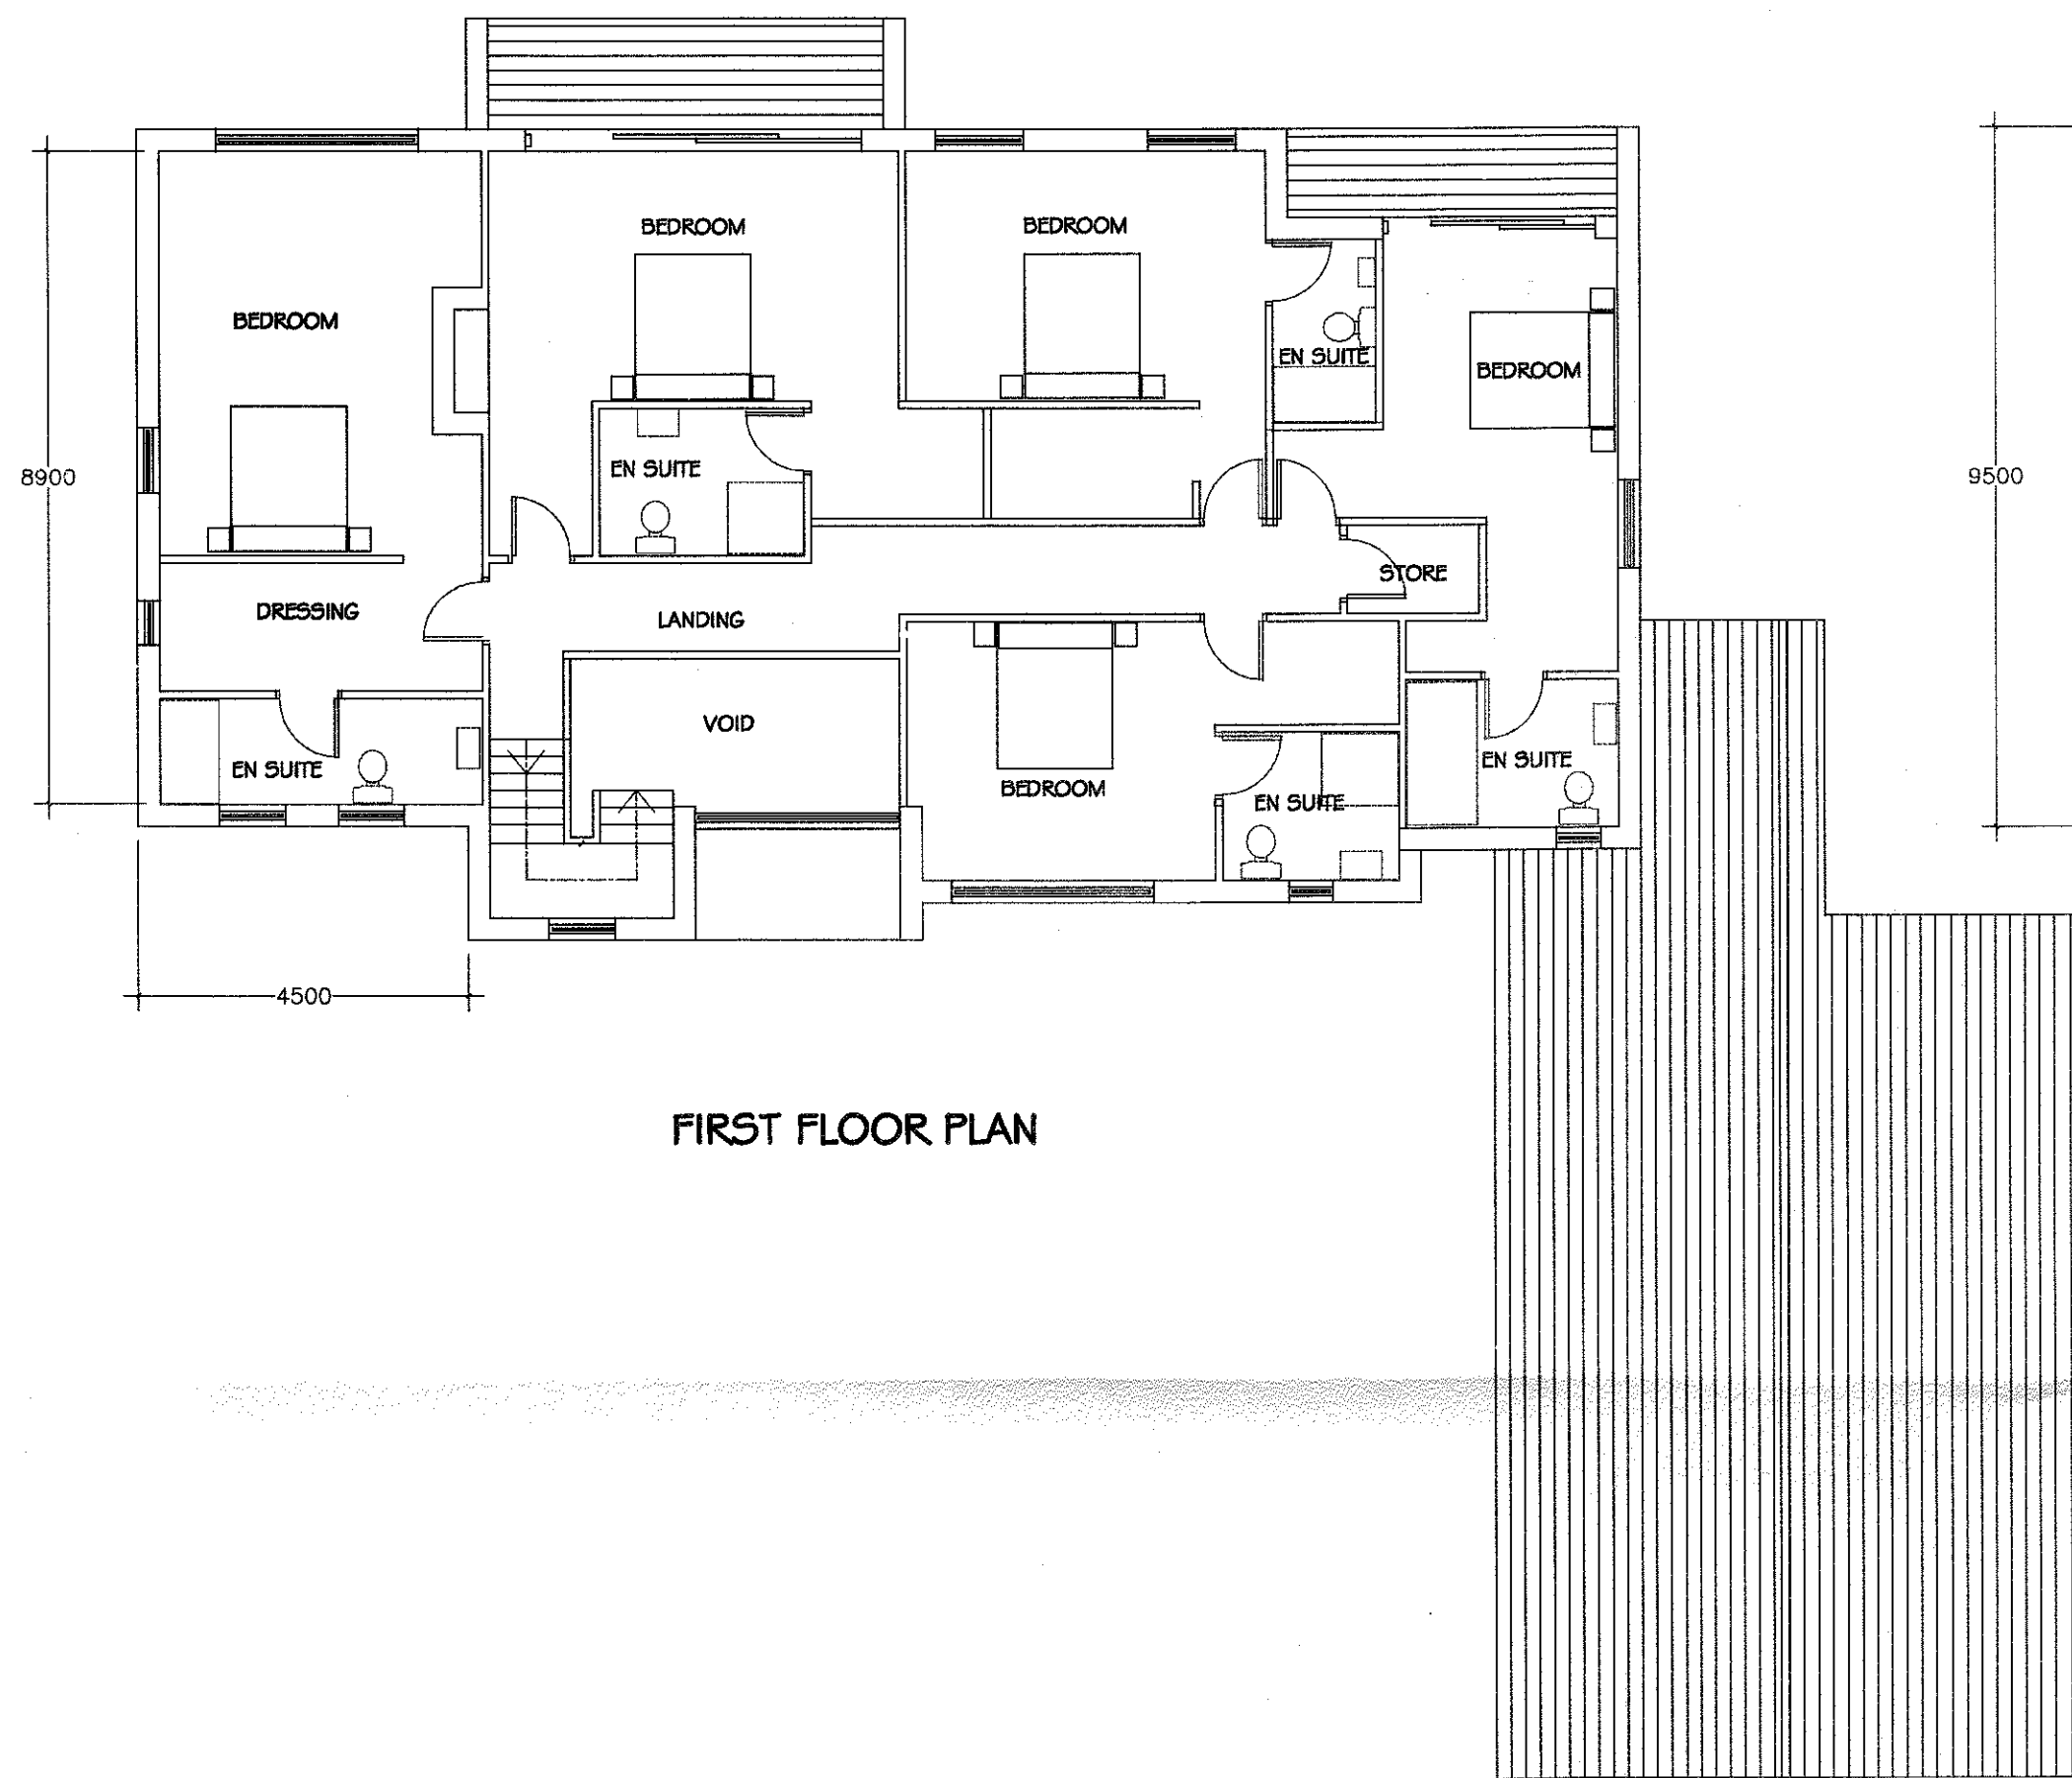 BEDROOM
BEDROOM
BEDROOM
EN SUITE
BEDROOM
EN SUITE
8900
9500
STORE
DRESSING
LANDING
VOID
EN SUITE
BEDROOM
EN SUITE
EN SUITE
4500
FIRST FLOOR PLAN